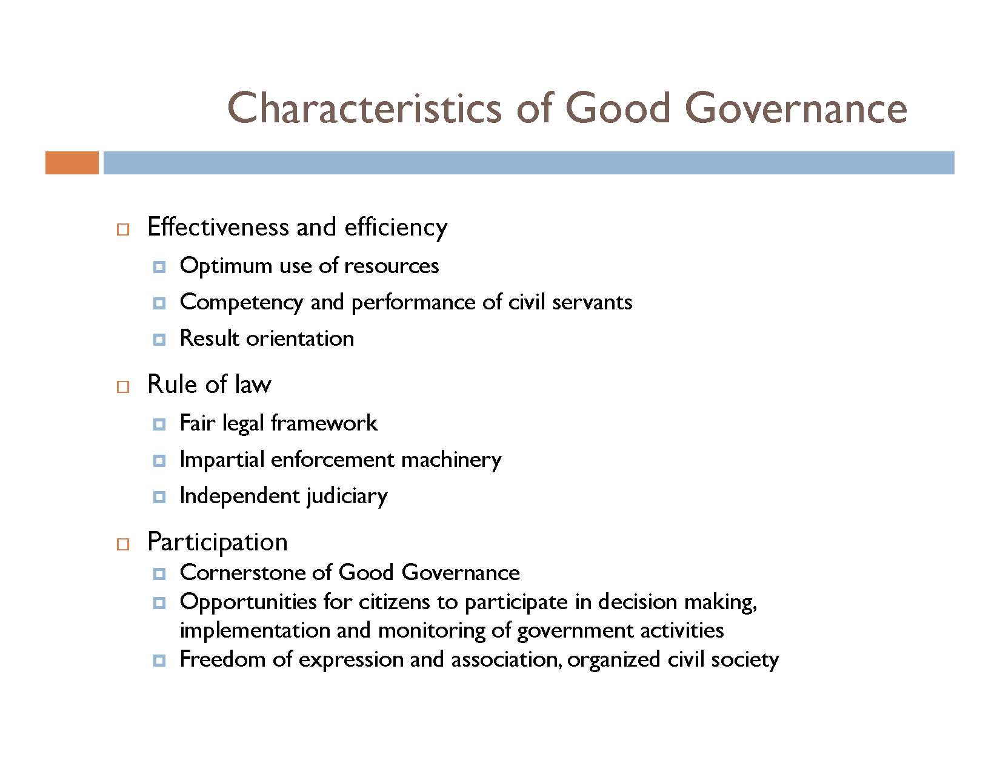 Characteristics of Good Governance
Effectiveness and efficiency
Optimum use of resources
Competency and performance of civil servants
Result orientation
Rule of law
Fair legal framework
Impartial enforcement machinery
Independent judiciary
Participation
Cornerstone of Good Governance
Opportunities for citizens to participate in decision making,
implementation and monitoring of government activities
Freedom of expression and association, organized civil society